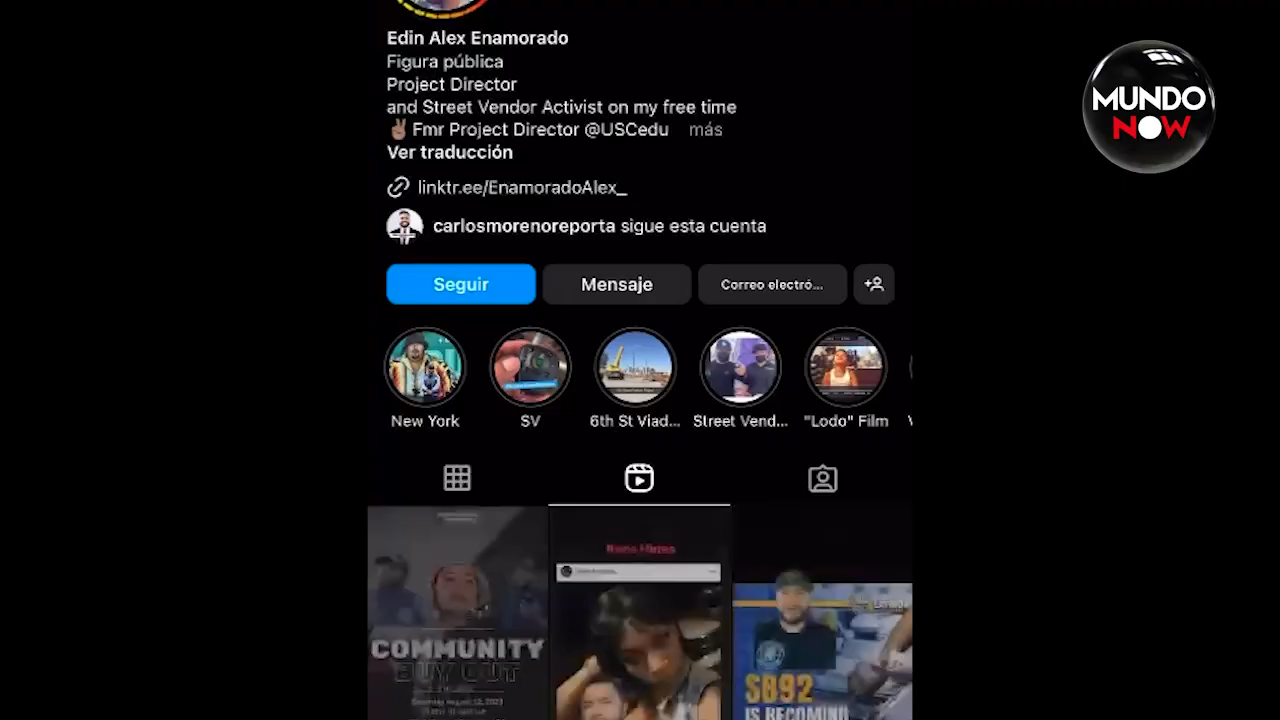 Edin Alex Enamorado
Figura pública
Project Director
and Street Vendor Activist on my free time
✌🏽 Fmr Project Director @USCedu más
Ver traducción
linktr.ee/EnamoradoAlex_
carlosmorenoreporta sigue esta cuenta
Seguir Mensaje Correo electró...
New York SV 6th St Viad... Street Vend... "Lodo" Film
COMMUNITY
BUY OUT
SB92
IS BECOMING
MUNDO
NOW